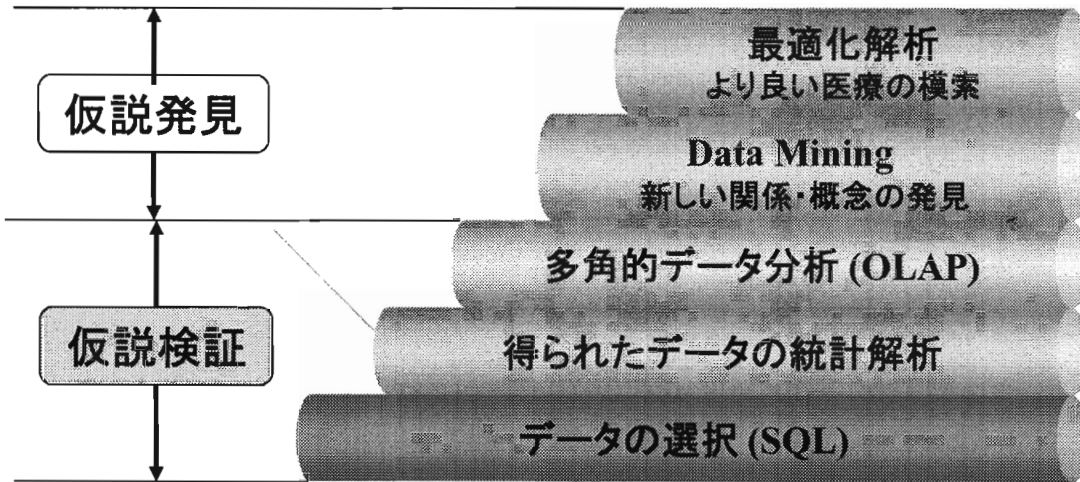 最適化解析
より良い医療の模索
仮説発見
Data Mining
新しい関係・概念の発見
多角的データ分析 (OLAP)
仮説検証
得られたデータの統計解析
データの選択 (SQL)